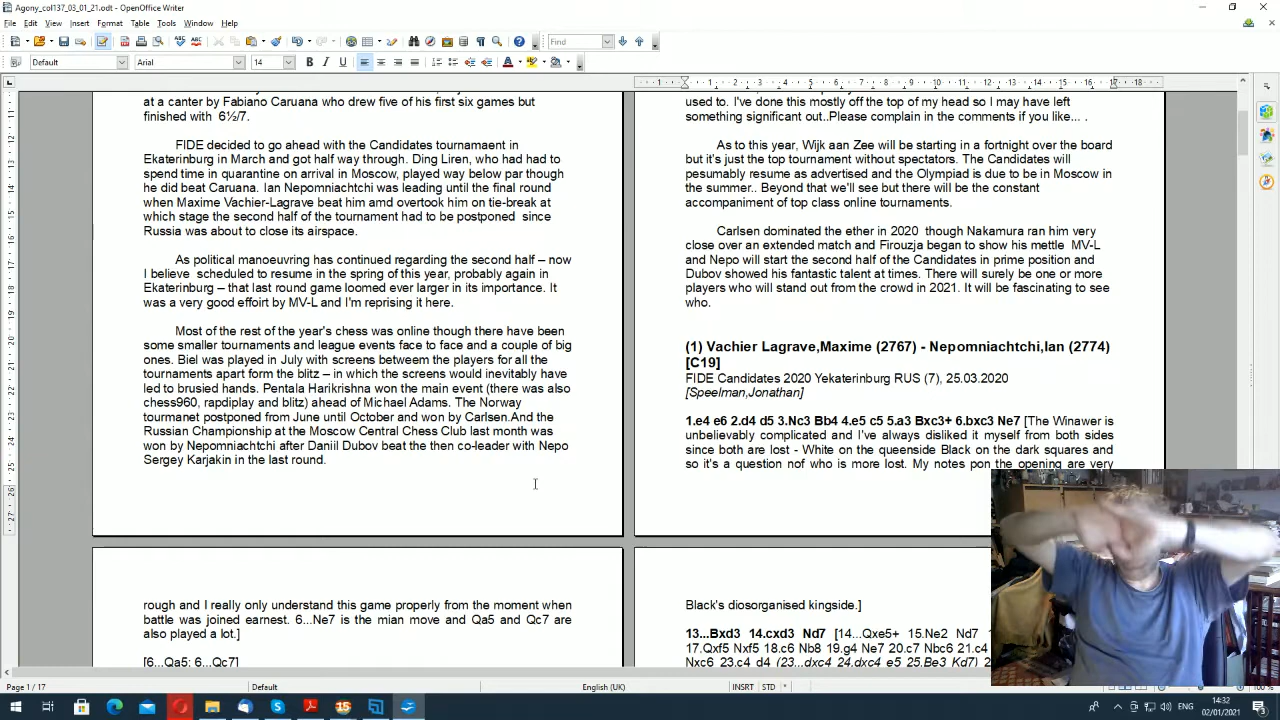 Agony_col137_03_01_21.odt - OpenOffice Writer
File Edit View Insert Format Table Tools Window Help
Find
Default Arial 14
at a canter by Fabiano Caruana who drew five of his first six games but
finished with 6½/7.
FIDE decided to go ahead with the Candidates tournamaent in
Ekaterinburg in March and got half way through. Ding Liren, who had had to
spend time in quarantine on arrival in Moscow, played way below par though
he did beat Caruana. Ian Nepomniachtchi was leading until the final round
when Maxime Vachier-Lagrave beat him amd overtook him on tie-break at
which stage the second half of the tournament had to be postponed since
Russia was about to close its airspace.
As political manoeuvring has continued regarding the second half – now
I believe scheduled to resume in the spring of this year, probably again in
Ekaterinburg – that last round game loomed ever larger in its importance. It
was a very good effoirt by MV-L and I'm reprising it here.
Most of the rest of the year's chess was online though there have been
some smaller tournaments and league events face to face and a couple of big
ones. Biel was played in July with screens betweem the players for all the
tournaments apart form the blitz – in which the screens would inevitably have
led to brusied hands. Pentala Harikrishna won the main event (there was also
chess960, rapdiplay and blitz) ahead of Michael Adams. The Norway
tourmanet postponed from June until October and won by Carlsen.And the
Russian Championship at the Moscow Central Chess Club last month was
won by Nepomniachtchi after Daniil Dubov beat the then co-leader with Nepo
Sergey Karjakin in the last round.
used to. I've done this mostly off the top of my head so I may have left
something significant out..Please complain in the comments if you like... .
As to this year, Wijk aan Zee will be starting in a fortnight over the board
but it's just the top tournament without spectators. The Candidates will
pesumably resume as advertised and the Olympiad is due to be in Moscow in
the summer.. Beyond that we'll see but there will be the constant
accompaniment of top class online tournaments.
Carlsen dominated the ether in 2020 though Nakamura ran him very
close over an extended match and Firouzja began to show his mettle MV-L
and Nepo will start the second half of the Candidates in prime position and
Dubov showed his fantastic talent at times. There will surely be one or more
players who will stand out from the crowd in 2021. It will be fascinating to see
who.
(1) Vachier Lagrave,Maxime (2767) - Nepomniachtchi,Ian (2774)
[C19]
FIDE Candidates 2020 Yekaterinburg RUS (7), 25.03.2020
[Speelman,Jonathan]
1.e4 e6 2.d4 d5 3.Nc3 Bb4 4.e5 c5 5.a3 Bxc3+ 6.bxc3 Ne7 [The Winawer is
unbelievably complicated and I've always disliked it myself from both sides
since both are lost - White on the queenside Black on the dark squares and
so it's a question nof who is more lost. My notes pon the opening are very
rough and I really only understand this game properly from the moment when
battle was joined earnest. 6...Ne7 is the mian move and Qa5 and Qc7 are
also played a lot.]
[6...Qa5; 6...Qc7]
Black's diosorganised kingside.]
13...Bxd3 14.cxd3 Nd7 [14...Qxe5+ 15.Ne2 Nd7
17.Qxf5 Nxf5 18.c6 Nb8 19.g4 Ne7 20.c7 Nbc6 21.c4
Nxc6 23.c4 d4 (23...dxc4 24.dxc4 e5 25.Be3 Kd7)
Page 1 / 17 Default English (UK) INSRT STD * 100 %
ENG 14:32
02/01/2021